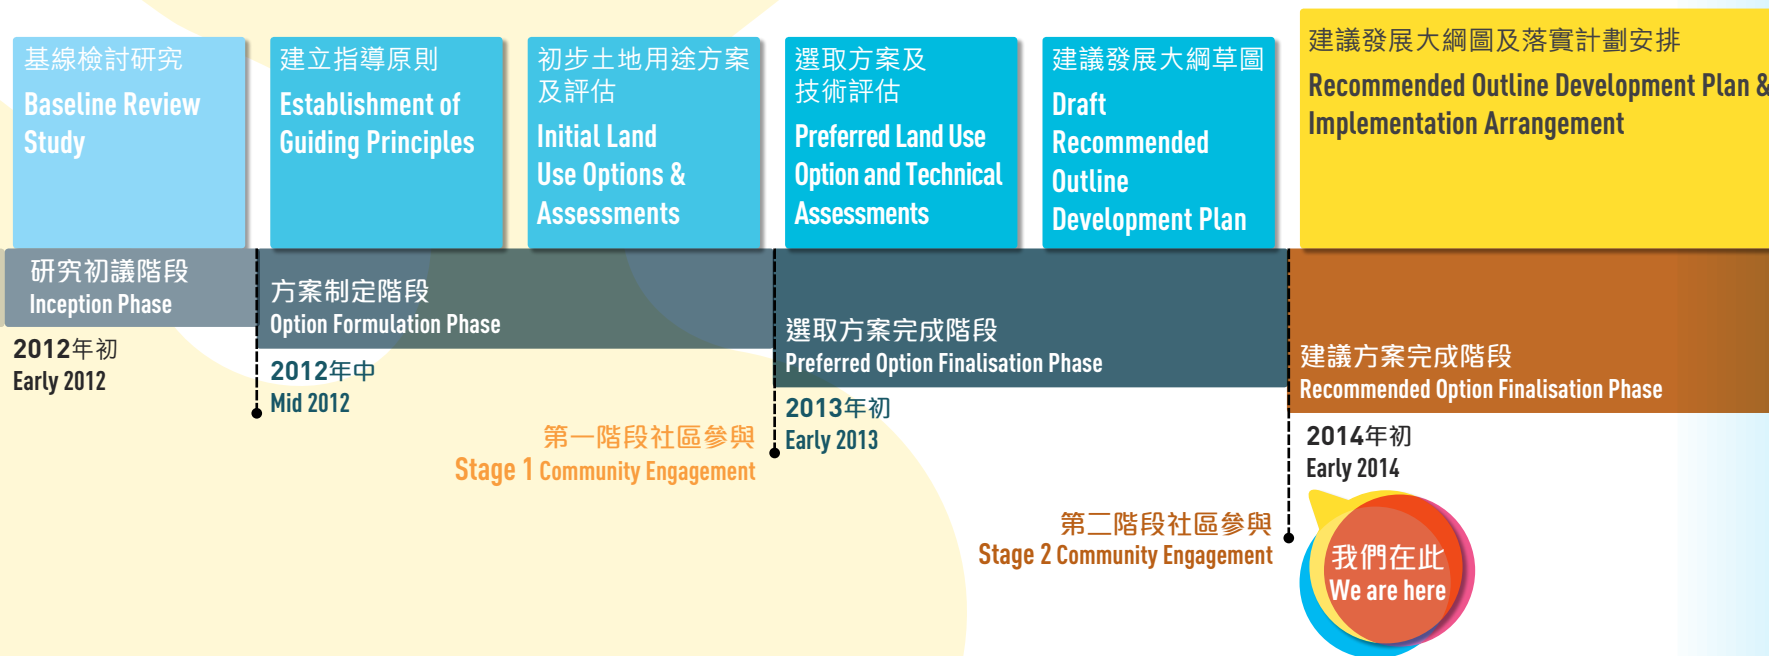 基線檢討研究
Baseline Review
Study
建立指導原則
Establishment of
Guiding Principles
初步土地用途方案
及評估
Initial Land
Use Options &
Assessments
選取方案及
技術評估
Preferred Land Use
Option and Technical
Assessments
建議發展大綱草圖
Draft
Recommended
Outline
Development Plan
建議發展大綱圖及落實計劃安排
Recommended Outline Development Plan &
Implementation Arrangement
研究初議階段
Inception Phase
2012年初
Early 2012
方案制定階段
Option Formulation Phase
2012年中
Mid 2012
第一階段社區參與
Stage 1 Community Engagement
選取方案完成階段
Preferred Option Finalisation Phase
2013年初
Early 2013
第二階段社區參與
Stage 2 Community Engagement
建議方案完成階段
Recommended Option Finalisation Phase
2014年初
Early 2014
我們在此
We are here